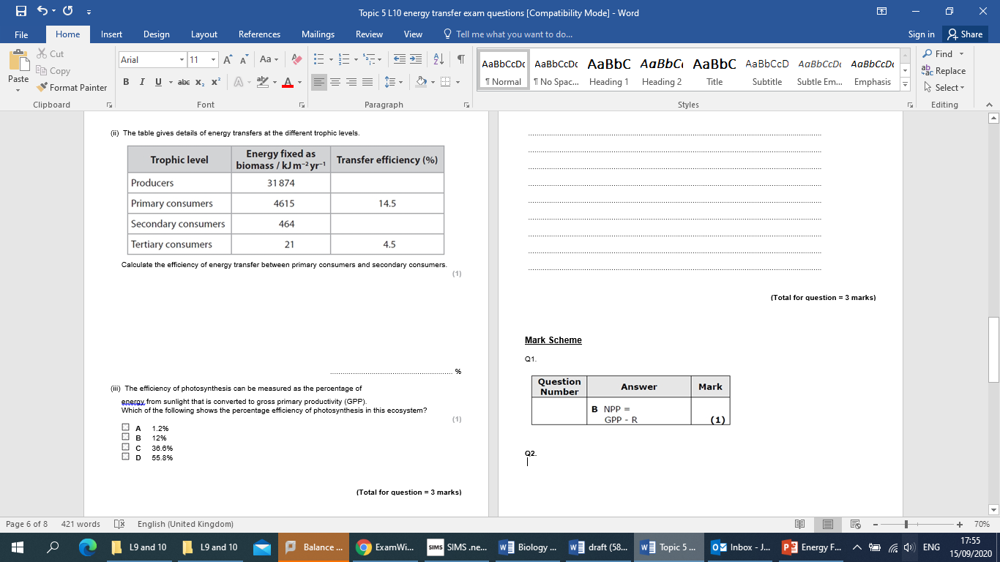 Topic 5 L10 energy transfer exam questions [Compatibility Mode] - Word
File Home Insert Design Layout References Mailings Review View Tell me what you want to do... Sign in Share
Paste
Cut
Copy
Format Painter
Arial 11
Aa
B I U abc x₂ x²
AaBbCcDc AaBbCcDc AaBbC AaBbC AaBbC AaBbCcD AaBbCcDc AaBbCcDc
¶ Normal ¶ No Spac... Heading 1 Heading 2 Title Subtitle Subtle Em... Emphasis
Find
Replace
Select
Clipboard Font Paragraph Styles Editing
(ii) The table gives details of energy transfers at the different trophic levels.
Trophic level Energy fixed as biomass / kJ m⁻² yr⁻¹ Transfer efficiency (%)
Producers 31 874
Primary consumers 4615 14.5
Secondary consumers 464
Tertiary consumers 21 4.5
Calculate the efficiency of energy transfer between primary consumers and secondary consumers.
(1)
........................................................... %
(iii) The efficiency of photosynthesis can be measured as the percentage of
energy from sunlight that is converted to gross primary productivity (GPP).
Which of the following shows the percentage efficiency of photosynthesis in this ecosystem?
(1)
A 1.2%
B 12%
C 36.6%
D 55.8%
(Total for question = 3 marks)
(Total for question = 3 marks)
Mark Scheme
Q1.
Question Number Answer Mark
B NPP =
GPP - R (1)
Q2.
Page 6 of 8 421 words English (United Kingdom) 70%
L9 and 10 L9 and 10 Balance ... ExamWi... SIMS SIMS .ne... Biology ... draft (58... Topic 5 ... Inbox - J... Energy F... ENG
17:55
15/09/2020